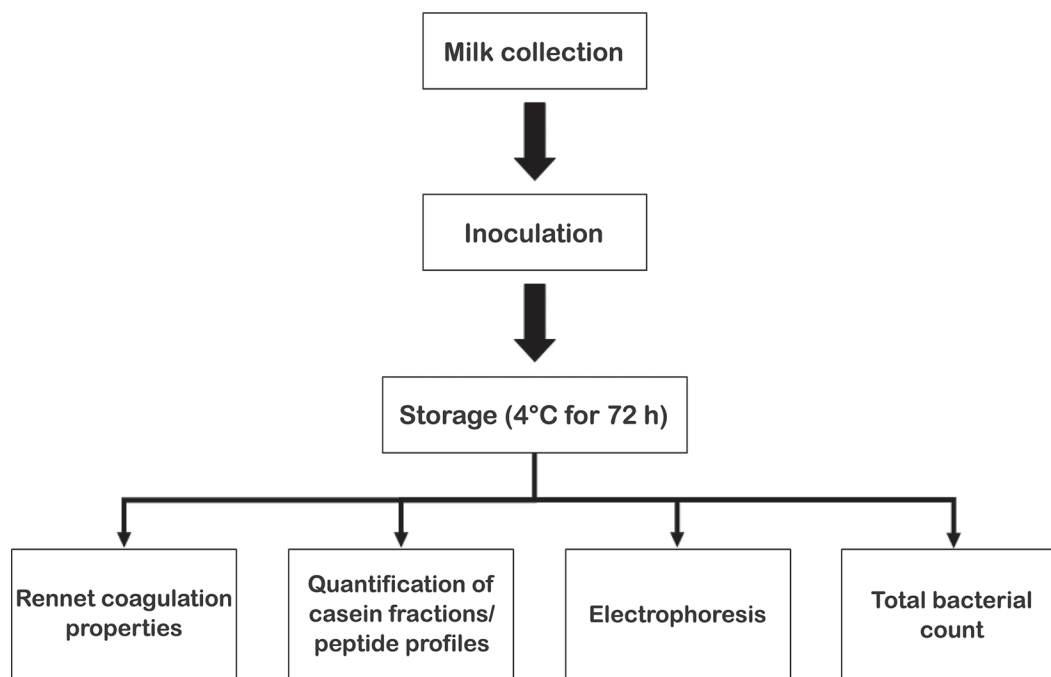 Milk collection
Inoculation
Storage (4°C for 72 h)
Rennet coagulation
properties
Quantification of
casein fractions/
peptide profiles
Electrophoresis
Total bacterial
count